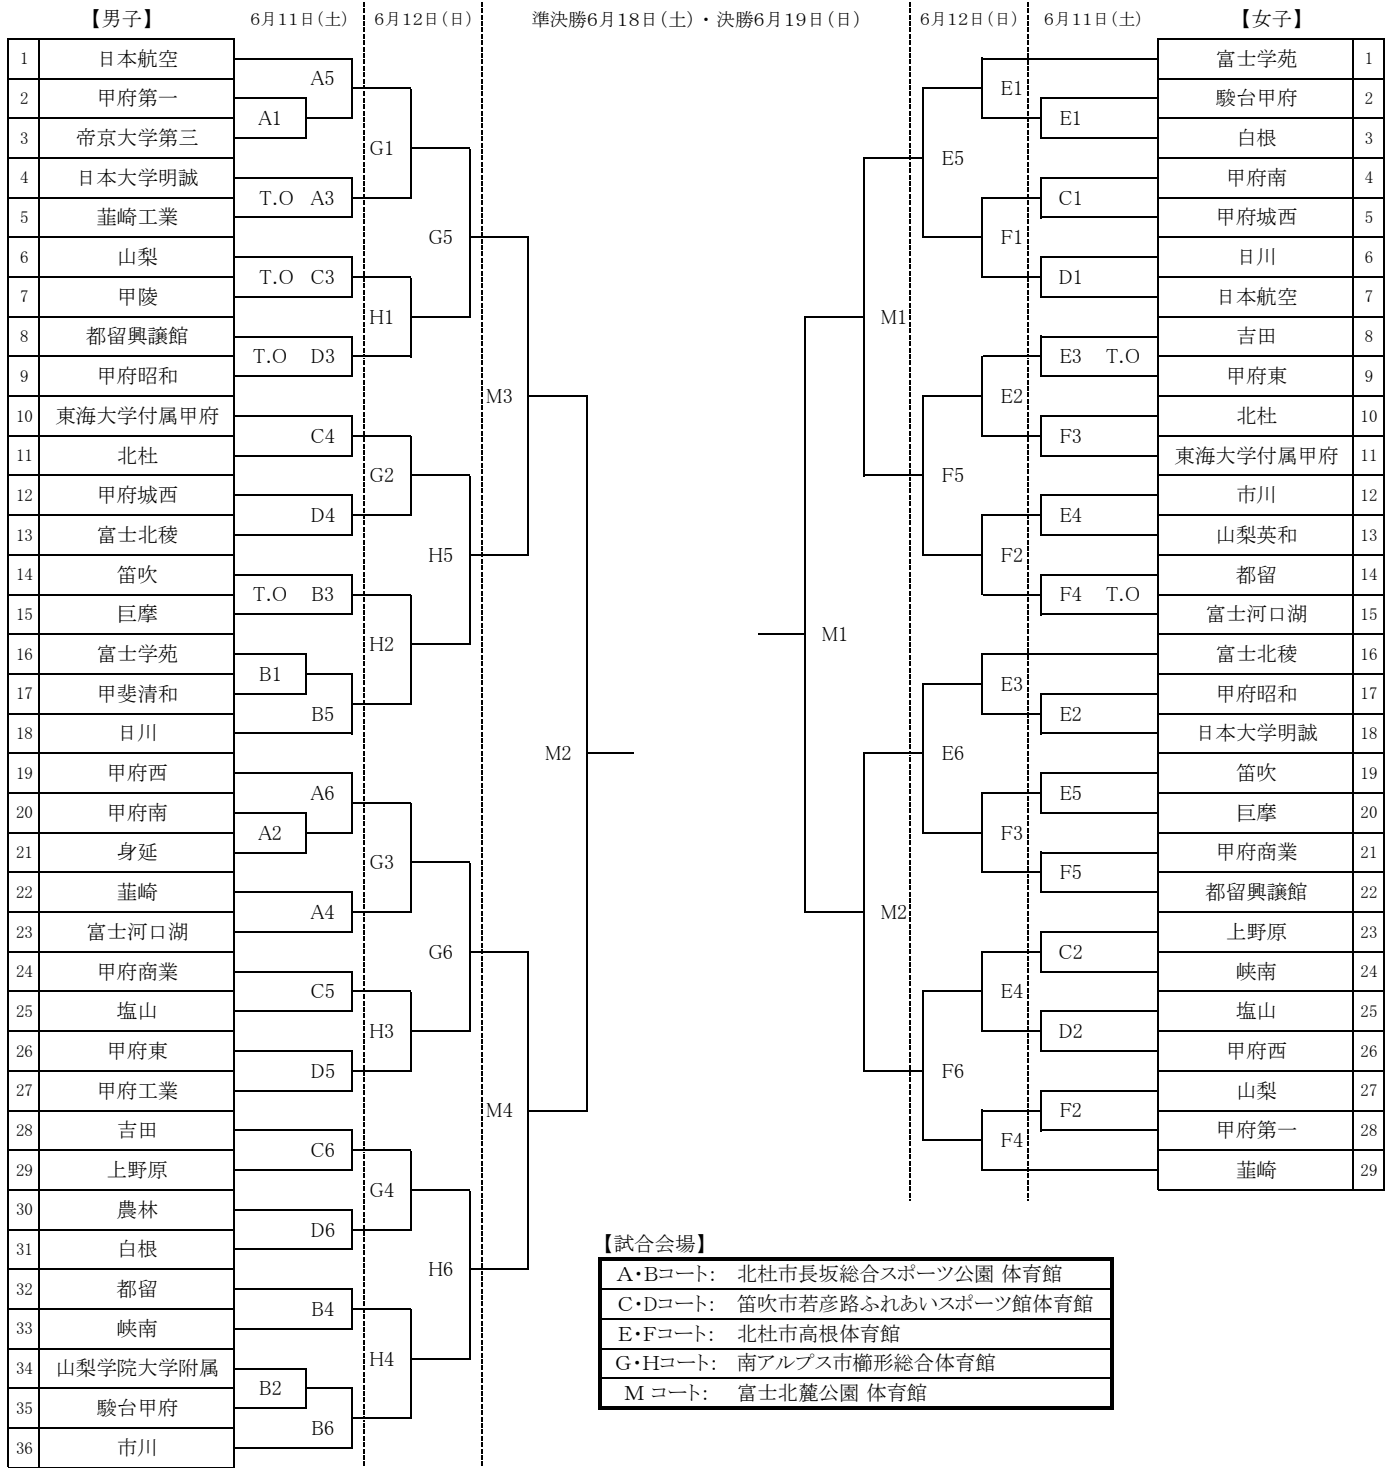 【男子】 6月11日(土) 6月12日(日) 準決勝6月18日(土)・決勝6月19日(日) 6月12日(日) 6月11日(土) 【女子】
1 日本航空 富士学苑 1
A5 E1
2 甲府第一 駿台甲府 2
A1 E1
3 帝京大学第三 白根 3
G1 E5
4 日本大学明誠 甲府南 4
T.O A3 C1
5 韮崎工業 甲府城西 5
G5 F1
6 山梨 日川 6
T.O C3 D1
7 甲陵 日本航空 7
H1 M1
8 都留興譲館 吉田 8
T.O D3 E3 T.O
9 甲府昭和 甲府東 9
M3 E2
10 東海大学付属甲府 北杜 10
C4 F3
11 北杜 東海大学付属甲府 11
G2 F5
12 甲府城西 市川 12
D4 E4
13 富士北稜 山梨英和 13
H5 F2
14 笛吹 都留 14
T.O B3 F4 T.O
15 巨摩 富士河口湖 15
H2 M1
16 富士学苑 富士北稜 16
B1 E3
17 甲斐清和 甲府昭和 17
B5 E2
18 日川 日本大学明誠 18
M2 E6
19 甲府西 笛吹 19
A6 E5
20 甲府南 巨摩 20
A2 F3
21 身延 甲府商業 21
G3 F5
22 韮崎 都留興譲館 22
A4 M2
23 富士河口湖 上野原 23
G6 C2
24 甲府商業 峡南 24
C5 E4
25 塩山 塩山 25
H3 D2
26 甲府東 甲府西 26
D5 F6
27 甲府工業 山梨 27
M4 F2
28 吉田 甲府第一 28
C6 F4
29 上野原 韮崎 29
G4
30 農林
D6
31 白根
H6
32 都留
B4
33 峡南
H4
34 山梨学院大学附属
B2
35 駿台甲府
B6
36 市川
【試合会場】
A・Bコート: 北杜市長坂総合スポーツ公園 体育館
C・Dコート: 笛吹市若彦路ふれあいスポーツ館体育館
E・Fコート: 北杜市高根体育館
G・Hコート: 南アルプス市櫛形総合体育館
M コート: 富士北麓公園 体育館